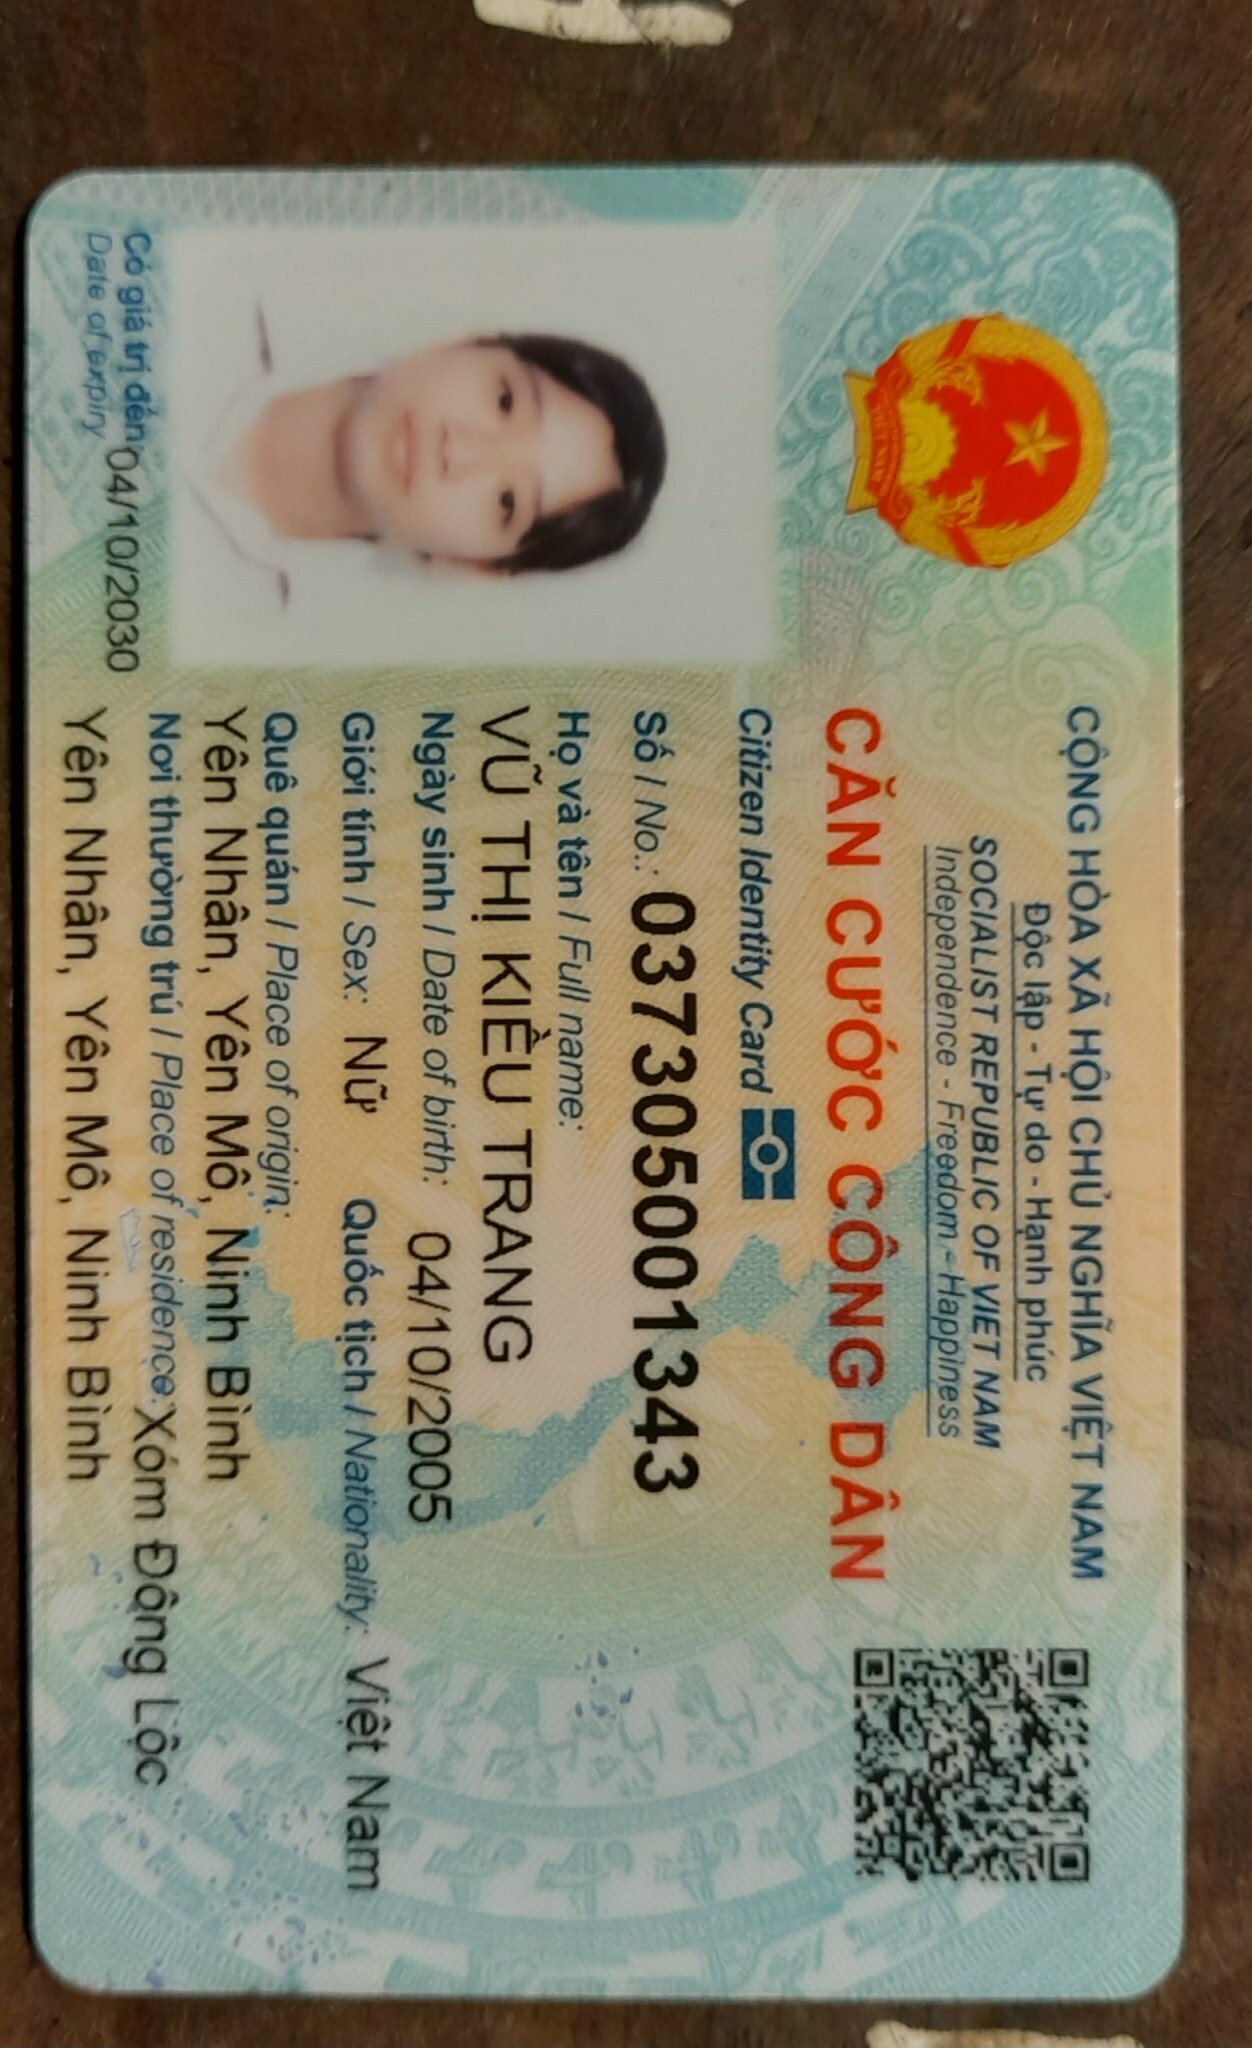 CỘNG HÒA XÃ HỘI CHỦ NGHĨA VIỆT NAM
Độc lập - Tự do - Hạnh phúc
SOCIALIST REPUBLIC OF VIET NAM
Independence - Freedom - Happiness
CĂN CƯỚC CÔNG DÂN
Citizen Identity Card
Số / No.: 037305001343
Họ và tên / Full name:
VŨ THỊ KIỀU TRANG
Ngày sinh / Date of birth: 04/10/2005
Giới tính / Sex: Nữ Quốc tịch / Nationality: Việt Nam
Quê quán / Place of origin:
Yên Nhân, Yên Mô, Ninh Bình
Nơi thường trú / Place of residence: Xóm Động Lộc
Yên Nhân, Yên Mô, Ninh Bình
Có giá trị đến: 04/10/2030
Date of expiry